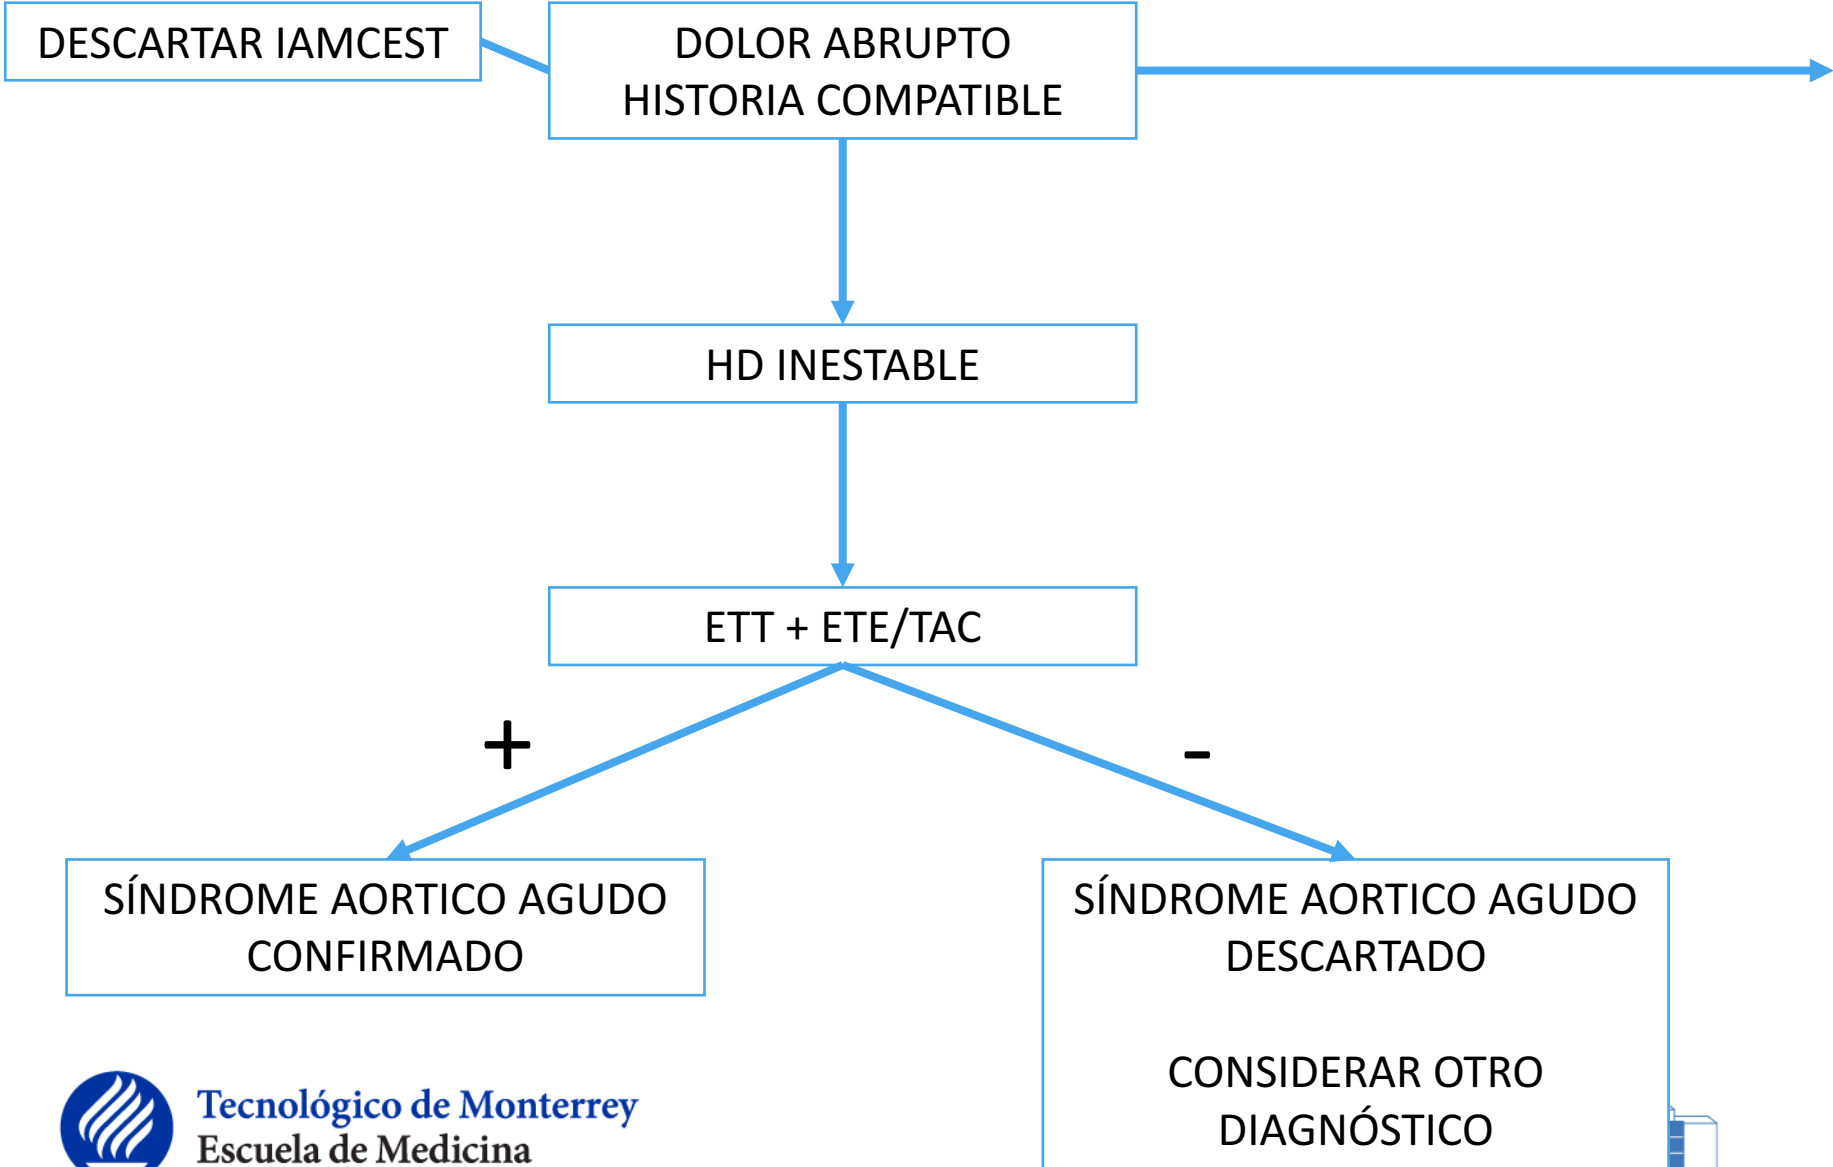 DESCARTAR IAMCEST
DOLOR ABRUPTO
HISTORIA COMPATIBLE
HD INESTABLE
ETT + ETE/TAC
+
-
SÍNDROME AORTICO AGUDO
CONFIRMADO
SÍNDROME AORTICO AGUDO
DESCARTADO
CONSIDERAR OTRO
DIAGNÓSTICO
Tecnológico de Monterrey
Escuela de Medicina